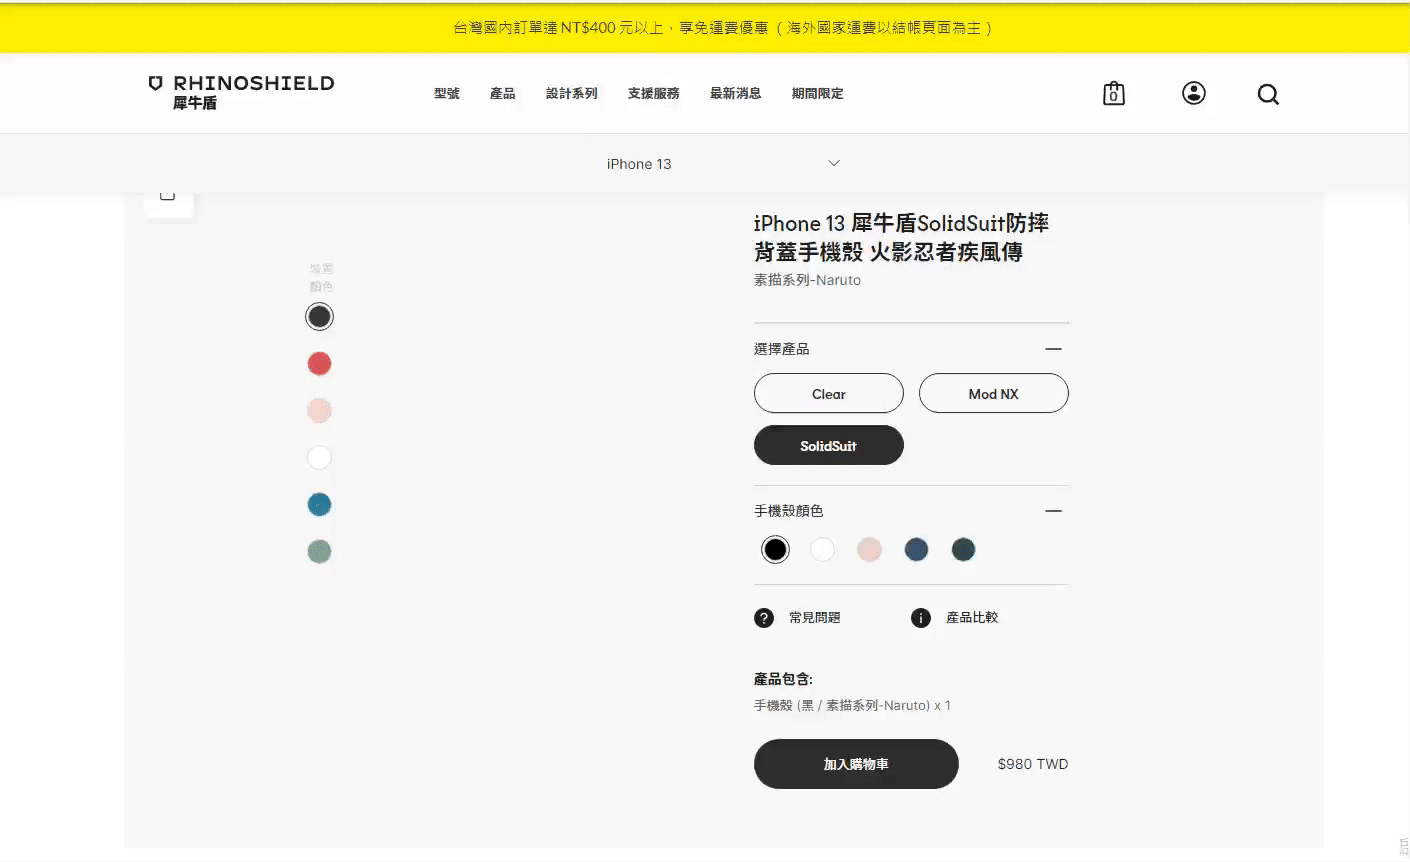 台灣國內訂單達 NT$400 元以上，享免運費優惠（海外國家運費以結帳頁面為主）
RHINOSHIELD
犀牛盾
型號 產品 設計系列 支援服務 最新消息 期間限定
0
iPhone 13
iPhone 13 犀牛盾SolidSuit防摔
背蓋手機殼 火影忍者疾風傳
素描系列-Naruto
裝置
顏色
選擇產品
Clear
Mod NX
SolidSuit
手機殼顏色
常見問題
產品比較
產品包含:
手機殼 (黑 / 素描系列-Naruto) x 1
加入購物車
$980 TWD